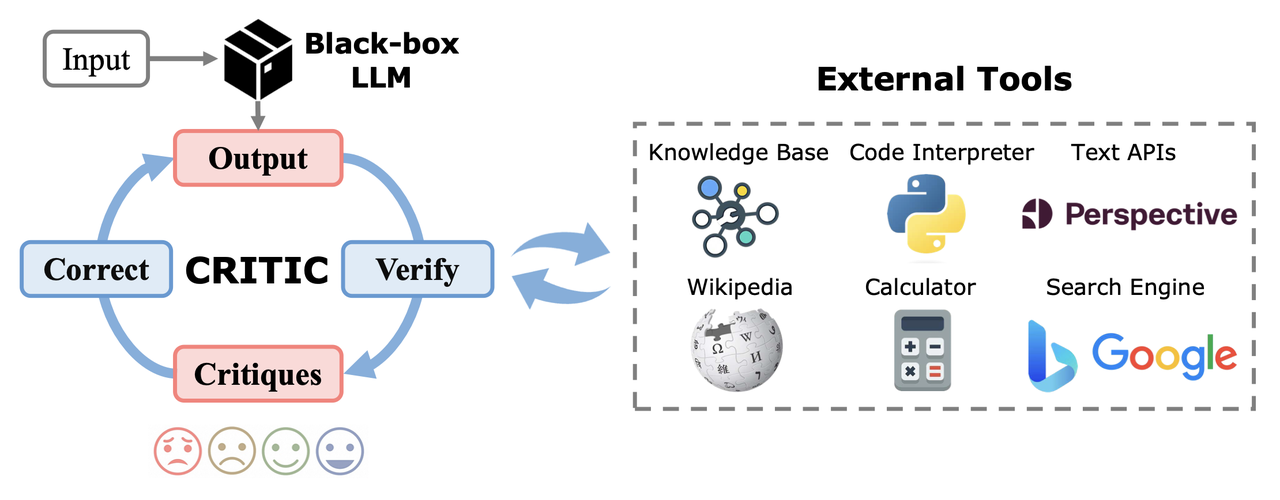 Input
Black-box
LLM
Output
Correct
CRITIC
Verify
Critiques
External Tools
Knowledge Base
Code Interpreter
Text APIs
Perspective
Wikipedia
Calculator
Search Engine
Ω
W
И
維
Google